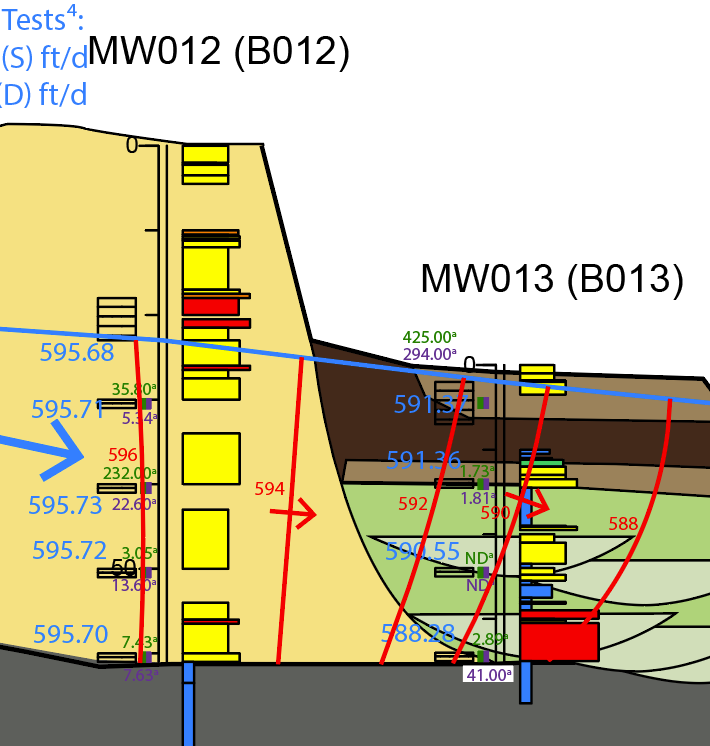 Tests⁴:
(S) ft/d
(D) ft/d
MW012 (B012)
0
MW013 (B013)
425.00ᵃ
294.00ᵃ
0
595.68
35.80ᵃ
595.71
5.34ᵃ
591.37
596
232.00ᵃ
22.60ᵃ
595.73
594
591.36
1.73ᵃ
1.81ᵃ
592
590
588
595.72
3.05ᵃ
50
13.60ᵃ
590.55
NDᵃ
ND
595.70
7.43ᵃ
7.63ᵃ
588.28
2.89ᵃ
41.00ᵃ